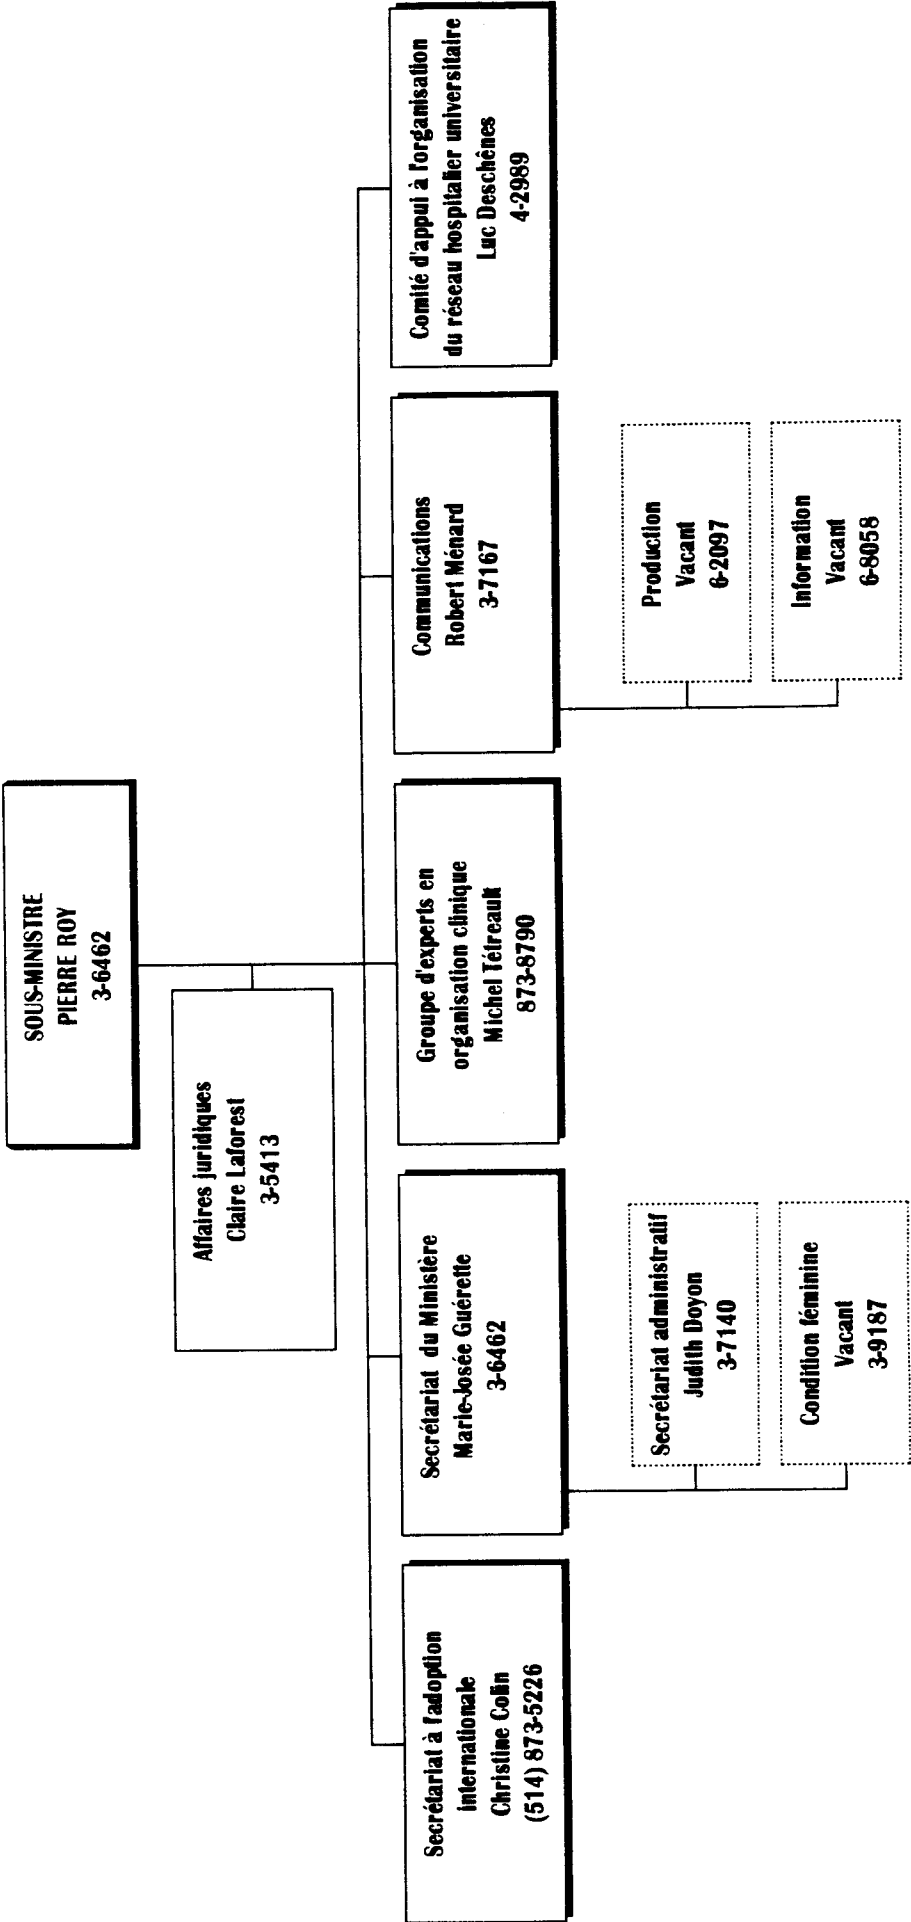 SOUS-MINISTRE
PIERRE ROY
3-6462
Affaires juridiques
Claire Laforest
3-5413
Secrétariat à l'adoption
internationale
Christine Colin
(514) 873-5226
Secrétariat du Ministère
Marie-Josée Guérette
3-6462
Secrétariat administratif
Judith Doyon
3-7140
Condition féminine
Vacant
3-9187
Groupe d'experts en
organisation clinique
Michel Tétreault
873-8790
Communications
Robert Ménard
3-7167
Production
Vacant
6-2097
Information
Vacant
6-8058
Comité d'appui à l'organisation
du réseau hospitalier universitaire
Luc Deschênes
4-2989